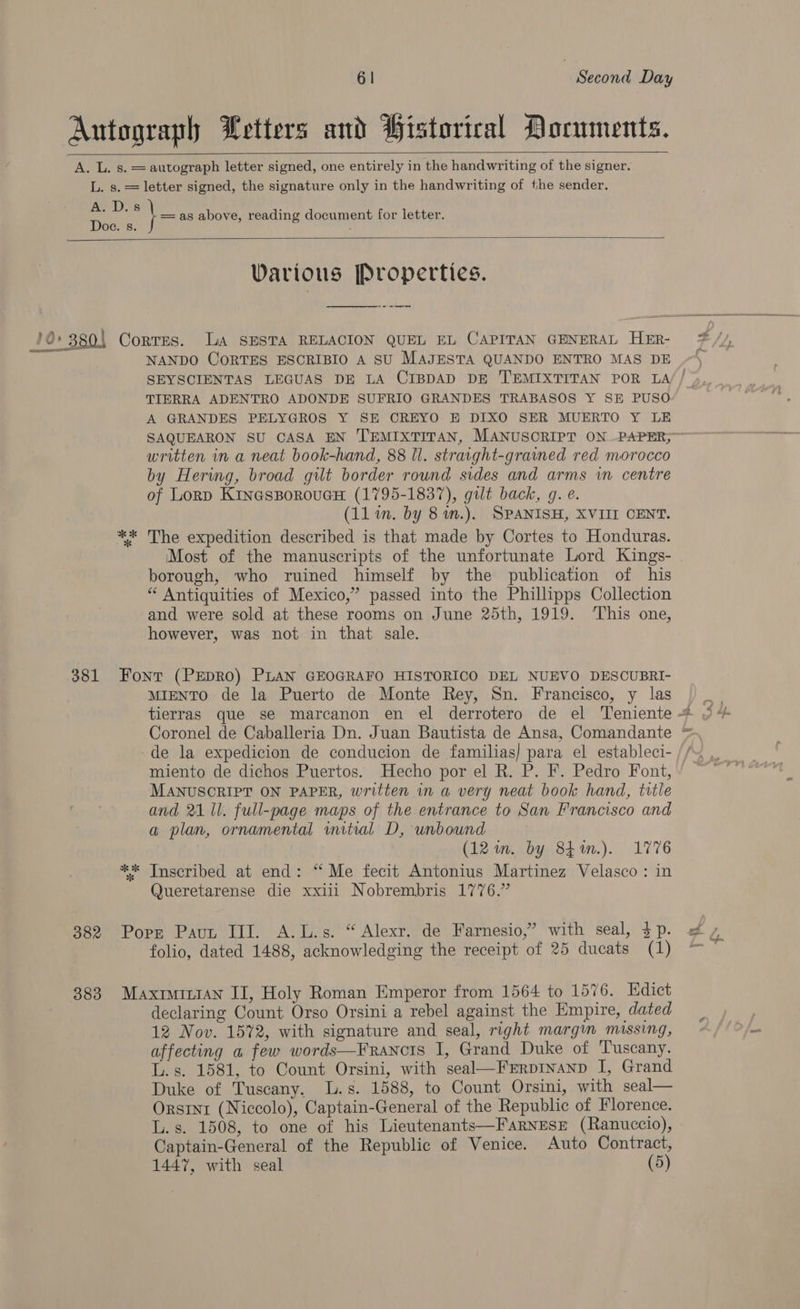 61 Second Day
Autograph Letters and Historical Documents.
A. L. s. = autograph letter signed, one entirely in the handwriting of the signer.
L. s. = letter signed, the signature only in the handwriting of the sender.
A. D. s
Doc. s. } = as above, reading document for letter.
Various Properties.
380 CORTES. LA SESTA RELACION QUEL EL CAPITAN GENERAL HER-
NANDO CORTES ESCRIBIO A SU MAJESTA QUANDO ENTRO MAS DE
SEYSCIENTAS LEGUAS DE LA CIBDAD DE TEMIXTITAN POR LA
TIERRA ADENTRO ADONDE SUFRIO GRANDES TRABASOS Y SE PUSO
A GRANDES PELYGROS Y SE CREYO E DIXO SER MUERTO Y LE
SAQUEARON SU CASA EN TEMIXTITAN, MANUSCRIPT ON PAPER,
written in a neat book-hand, 88 ll. straight-grained red morocco
by Hering, broad gilt border round sides and arms in centre
of LORD KINGSBOROUGH (1795-1837), gilt back, g. e.
(11 in. by 8 in.). SPANISH, XVIII CENT.
*** The expedition described is that made by Cortes to Honduras.
Most of the manuscripts of the unfortunate Lord Kings-
borough, who ruined himself by the publication of his
“Antiquities of Mexico,” passed into the Phillipps Collection
and were sold at these rooms on June 25th, 1919. This one,
however, was not in that sale.
381 FONT (PEDRO) PLAN GEOGRAFO HISTORICO DEL NUEVO DESCUBRI-
MIENTO de la Puerto de Monte Rey, Sn. Francisco, y las
tierras que se marcanon en el derrotero de el Teniente
Coronel de Caballeria Dn. Juan Bautista de Ansa, Comandante
de la expedicion de conducion de familias) para el estableci-
miento de dichos Puertos. Hecho por el R. P. F. Pedro Font,
MANUSCRIPT ON PAPER, written in a very neat book hand, title
and 21 ll. full-page maps of the entrance to San Francisco and
a plan, ornamental initial D, unbound
(12 in. by 8¼ in.). 1776
*** Inscribed at end: “Me fecit Antonius Martinez Velasco: in
Queretarense die xxiii Nobrembris 1776.”
382 POPE PAUL III. A. L. s. “Alexr. de Farnesio,” with seal, ½ p.
folio, dated 1488, acknowledging the receipt of 25 ducats (1)
383 MAXIMILIAN II, Holy Roman Emperor from 1564 to 1576. Edict
declaring Count Orso Orsini a rebel against the Empire, dated
12 Nov. 1572, with signature and seal, right margin missing,
affecting a few words—FRANCIS I, Grand Duke of Tuscany.
L. s. 1581, to Count Orsini, with seal—FERDINAND I, Grand
Duke of Tuscany. L. s. 1588, to Count Orsini, with seal—
ORSINI (Niccolo), Captain-General of the Republic of Florence.
L. s. 1508, to one of his Lieutenants—FARNESE (Ranuccio),
Captain-General of the Republic of Venice. Auto Contract,
1447, with seal (5)